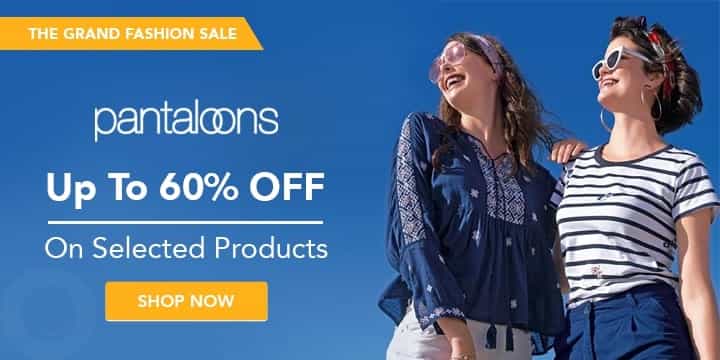 THE GRAND FASHION SALE
pantaloons
Up To 60% OFF
On Selected Products
SHOP NOW